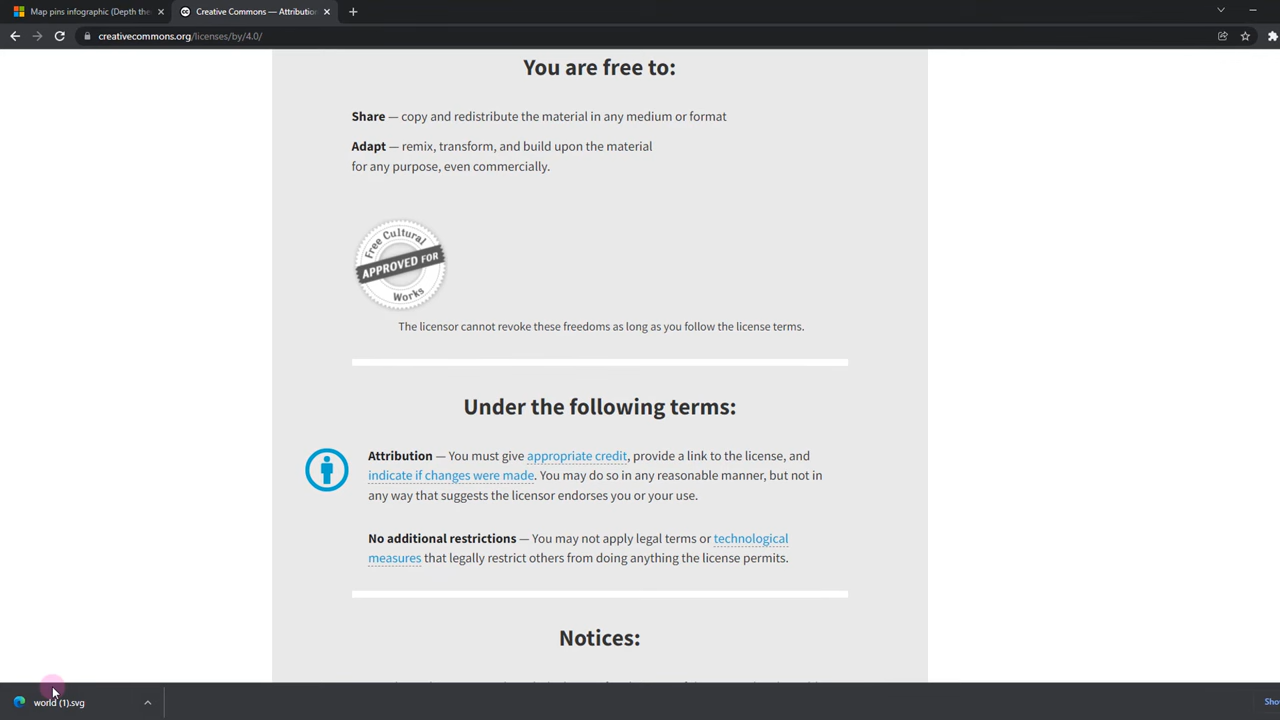 Map pins infographic (Depth the
Creative Commons — Attribution
creativecommons.org/licenses/by/4.0/
You are free to:
Share — copy and redistribute the material in any medium or format
Adapt — remix, transform, and build upon the material
for any purpose, even commercially.
Free Cultural
APPROVED FOR
Works
The licensor cannot revoke these freedoms as long as you follow the license terms.
Under the following terms:
Attribution — You must give appropriate credit, provide a link to the license, and
indicate if changes were made. You may do so in any reasonable manner, but not in
any way that suggests the licensor endorses you or your use.
No additional restrictions — You may not apply legal terms or technological
measures that legally restrict others from doing anything the license permits.
Notices:
world (1).svg
Sho